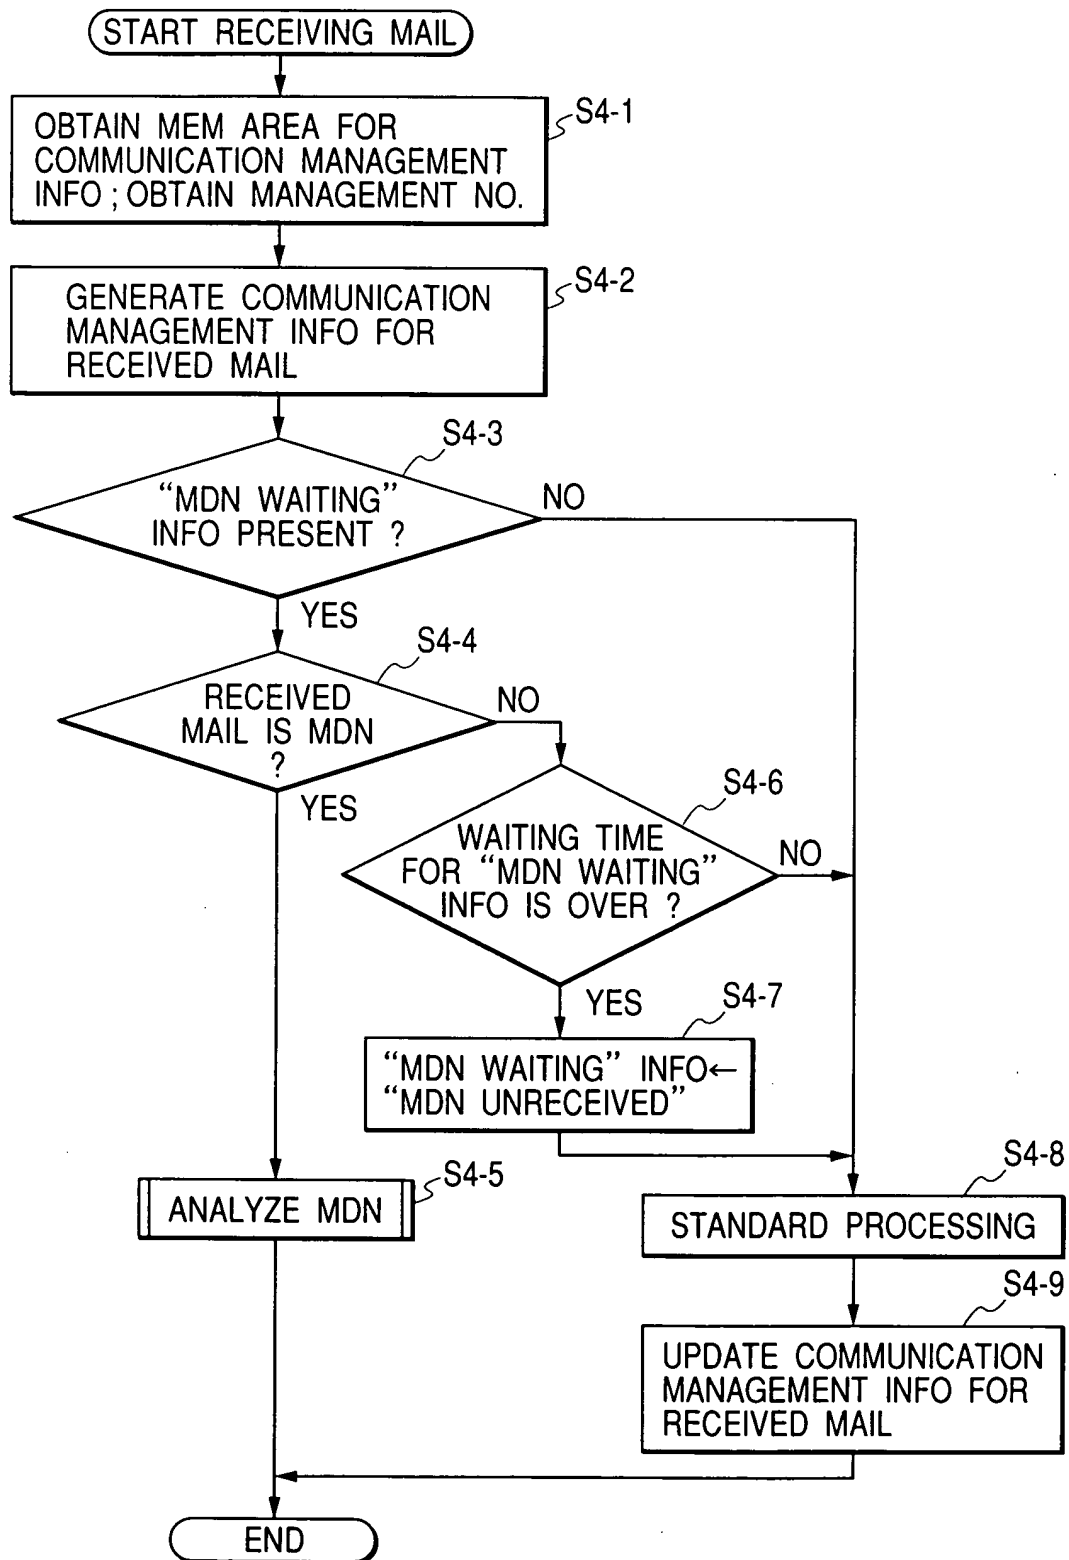 START RECEIVING MAIL
S4-1
OBTAIN MEM AREA FOR
COMMUNICATION MANAGEMENT
INFO ; OBTAIN MANAGEMENT NO.
S4-2
GENERATE COMMUNICATION
MANAGEMENT INFO FOR
RECEIVED MAIL
S4-3
“MDN WAITING”
INFO PRESENT ?
NO
YES
S4-4
RECEIVED
MAIL IS MDN
?
NO
YES
S4-6
WAITING TIME
FOR “MDN WAITING”
INFO IS OVER ?
NO
YES
S4-7
“MDN WAITING” INFO←
“MDN UNRECEIVED”
S4-5
ANALYZE MDN
S4-8
STANDARD PROCESSING
S4-9
UPDATE COMMUNICATION
MANAGEMENT INFO FOR
RECEIVED MAIL
END